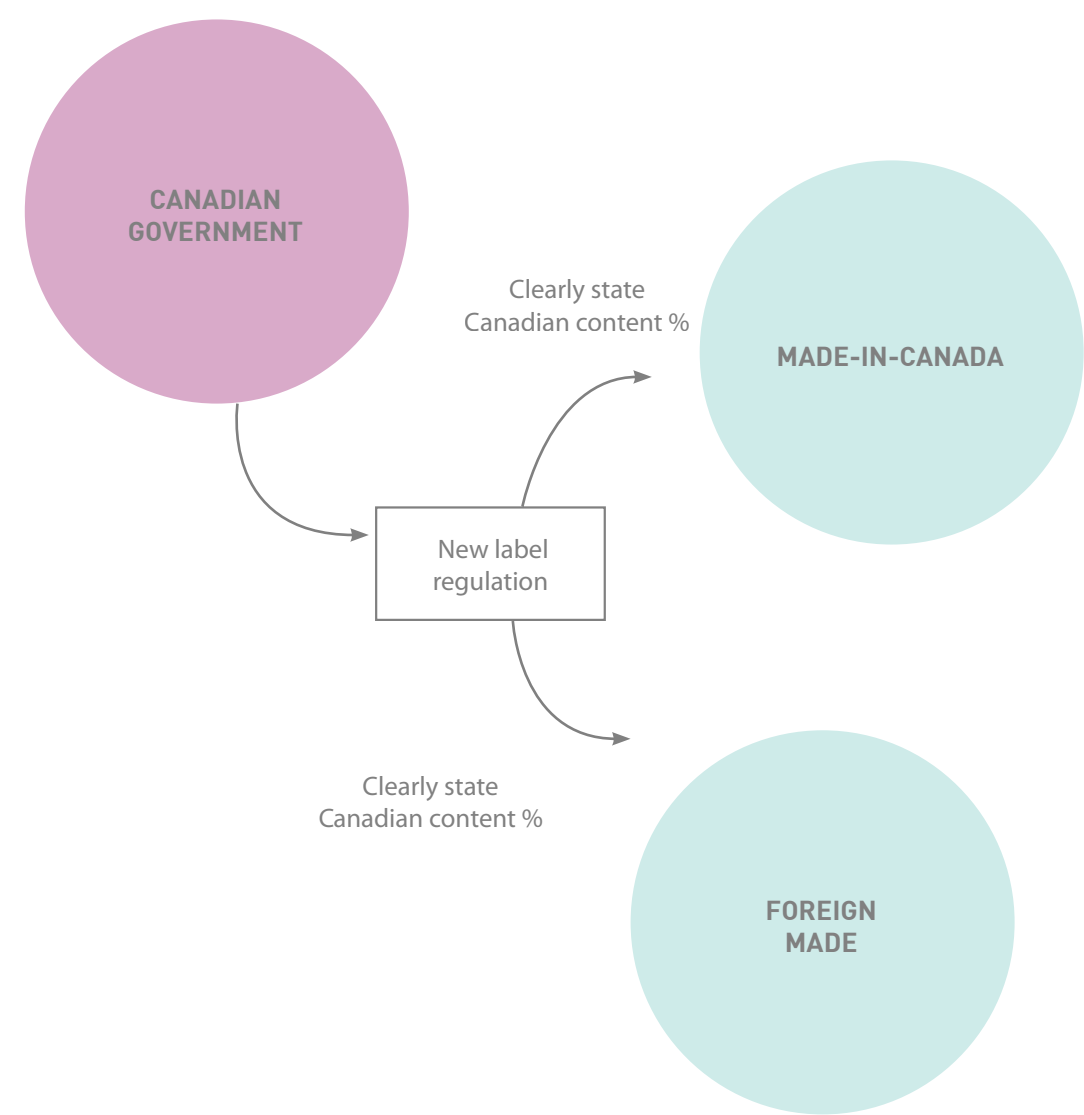 CANADIAN
GOVERNMENT
Clearly state
Canadian content %
MADE-IN-CANADA
New label
regulation
Clearly state
Canadian content %
FOREIGN
MADE